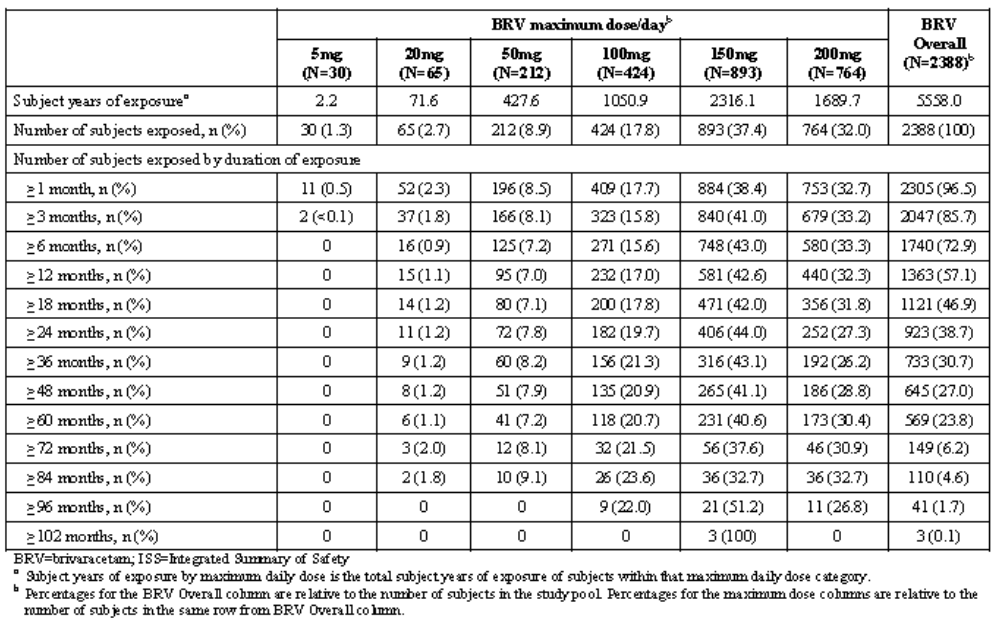 BRV maximum dose/dayᵇ BRV Overall (N=2388)ᵇ
5mg (N=30) 20mg (N=65) 50mg (N=212) 100mg (N=424) 150mg (N=893) 200mg (N=764)
Subject years of exposureᵃ 2.2 71.6 427.6 1050.9 2316.1 1689.7 5558.0
Number of subjects exposed, n (%) 30 (1.3) 65 (2.7) 212 (8.9) 424 (17.8) 893 (37.4) 764 (32.0) 2388 (100)
Number of subjects exposed by duration of exposure
≥1 month, n (%) 11 (0.5) 52 (2.3) 196 (8.5) 409 (17.7) 884 (38.4) 753 (32.7) 2305 (96.5)
≥3 months, n (%) 2 (<0.1) 37 (1.8) 166 (8.1) 323 (15.8) 840 (41.0) 679 (33.2) 2047 (85.7)
≥6 months, n (%) 0 16 (0.9) 125 (7.2) 271 (15.6) 748 (43.0) 580 (33.3) 1740 (72.9)
≥12 months, n (%) 0 15 (1.1) 95 (7.0) 232 (17.0) 581 (42.6) 440 (32.3) 1363 (57.1)
≥18 months, n (%) 0 14 (1.2) 80 (7.1) 200 (17.8) 471 (42.0) 356 (31.8) 1121 (46.9)
≥24 months, n (%) 0 11 (1.2) 72 (7.8) 182 (19.7) 406 (44.0) 252 (27.3) 923 (38.7)
≥36 months, n (%) 0 9 (1.2) 60 (8.2) 156 (21.3) 316 (43.1) 192 (26.2) 733 (30.7)
≥48 months, n (%) 0 8 (1.2) 51 (7.9) 135 (20.9) 265 (41.1) 186 (28.8) 645 (27.0)
≥60 months, n (%) 0 6 (1.1) 41 (7.2) 118 (20.7) 231 (40.6) 173 (30.4) 569 (23.8)
≥72 months, n (%) 0 3 (2.0) 12 (8.1) 32 (21.5) 56 (37.6) 46 (30.9) 149 (6.2)
≥84 months, n (%) 0 2 (1.8) 10 (9.1) 26 (23.6) 36 (32.7) 36 (32.7) 110 (4.6)
≥96 months, n (%) 0 0 0 9 (22.0) 21 (51.2) 11 (26.8) 41 (1.7)
≥102 months, n (%) 0 0 0 0 3 (100) 0 3 (0.1)
BRV=brivaracetam; ISS=Integrated Summary of Safety
ᵃ Subject years of exposure by maximum daily dose is the total subject years of exposure of subjects within that maximum daily dose category.
ᵇ Percentages for the BRV Overall column are relative to the number of subjects in the study pool. Percentages for the maximum dose columns are relative to the
number of subjects in the same row from BRV Overall column.